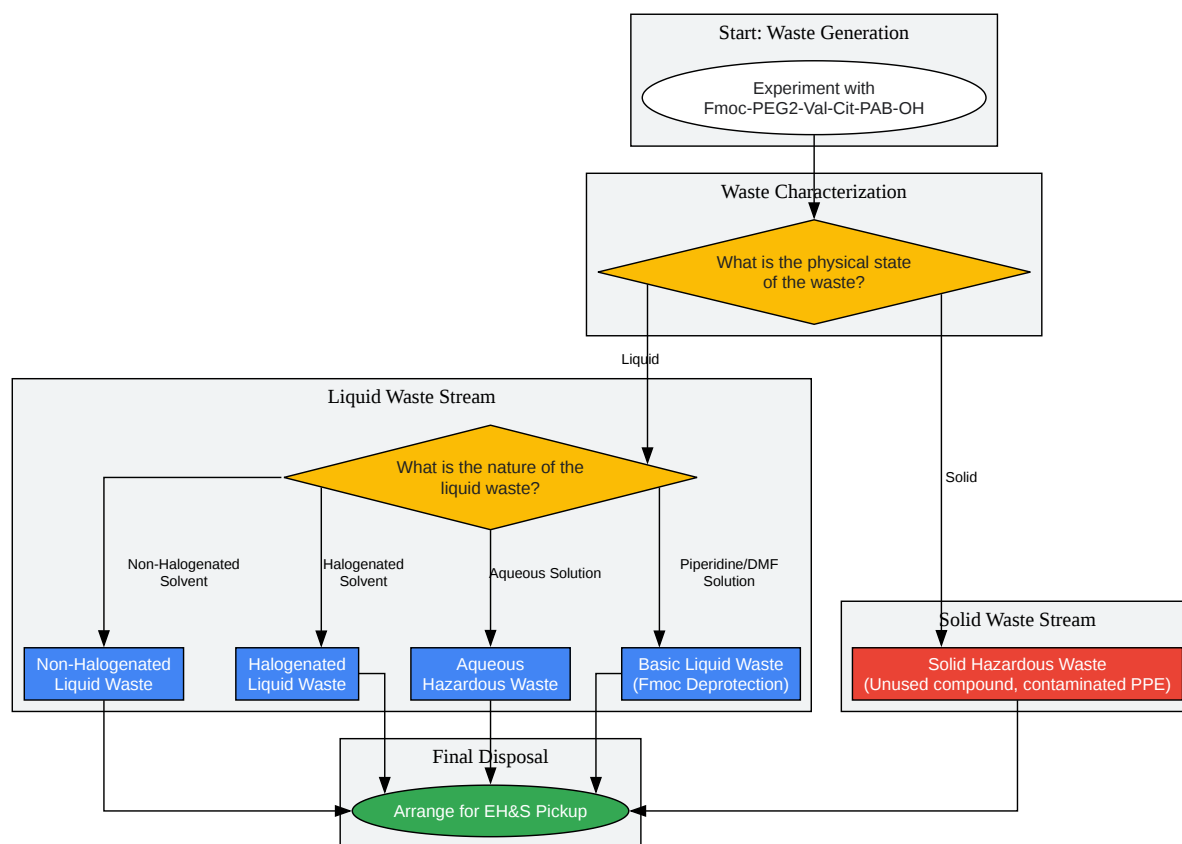 Start: Waste Generation
Experiment with
Fmoc-PEG2-Val-Cit-PAB-OH
Waste Characterization
What is the physical state
of the waste?
Liquid
Liquid Waste Stream
What is the nature of the
liquid waste?
Solid
Non-Halogenated
Solvent
Halogenated
Solvent
Aqueous Solution
Piperidine/DMF
Solution
Solid Waste Stream
Non-Halogenated
Liquid Waste
Halogenated
Liquid Waste
Aqueous
Hazardous Waste
Basic Liquid Waste
(Fmoc Deprotection)
Solid Hazardous Waste
(Unused compound, contaminated PPE)
Final Disposal
Arrange for EH&S Pickup